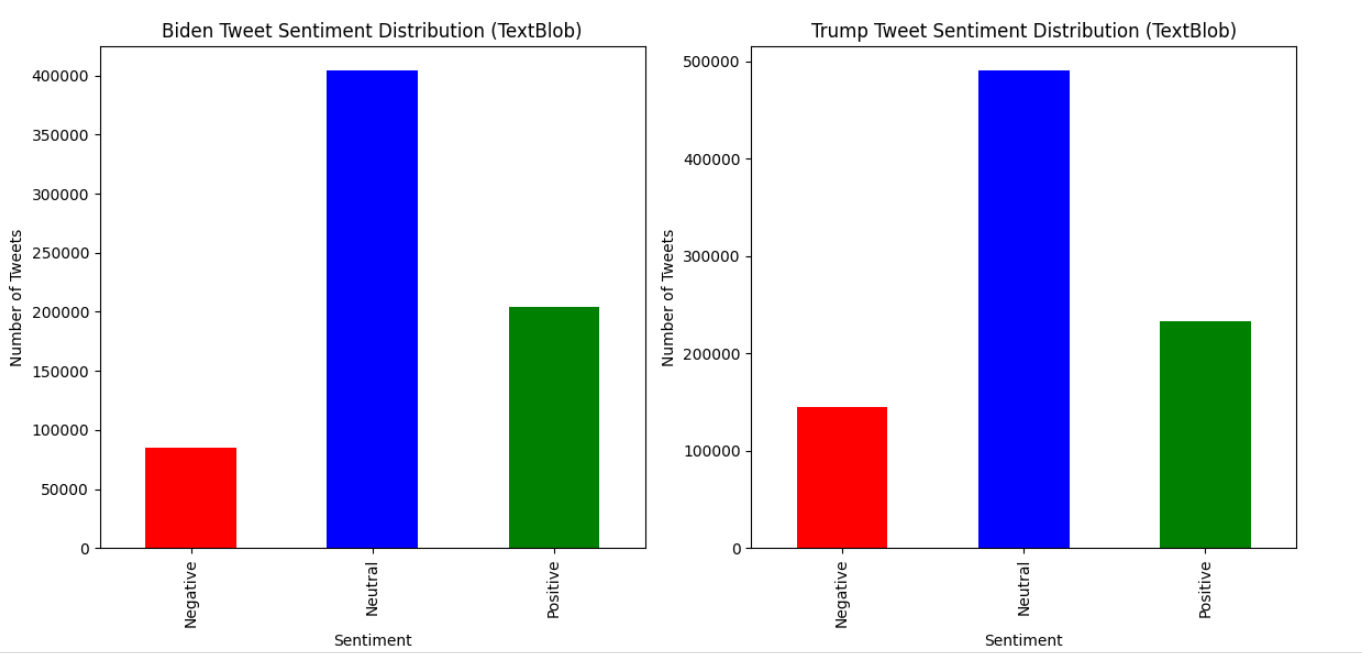 Biden Tweet Sentiment Distribution (TextBlob)
400000
350000
300000
250000
200000
150000
100000
50000
0
Number of Tweets
Negative
Neutral
Positive
Sentiment
Trump Tweet Sentiment Distribution (TextBlob)
500000
400000
300000
200000
100000
0
Number of Tweets
Negative
Neutral
Positive
Sentiment